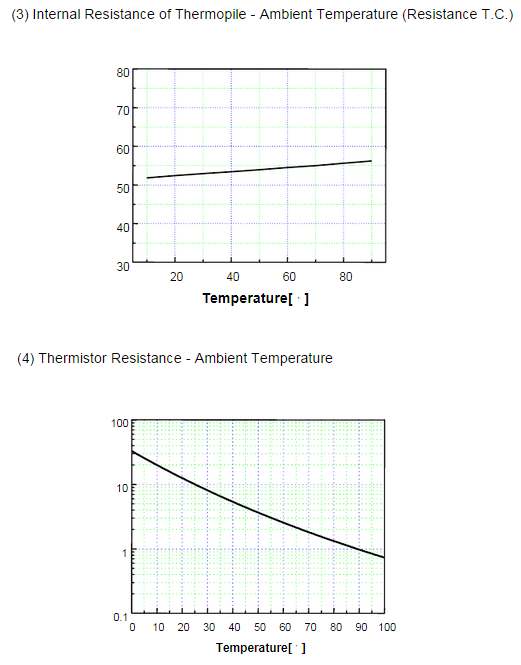 (3) Internal Resistance of Thermopile - Ambient Temperature (Resistance T.C.)
80
70
60
50
40
30
20 40 60 80
Temperature[ · ]
(4) Thermistor Resistance - Ambient Temperature
100
10
1
0.1
0 10 20 30 40 50 60 70 80 90 100
Temperature[ ˙ ]